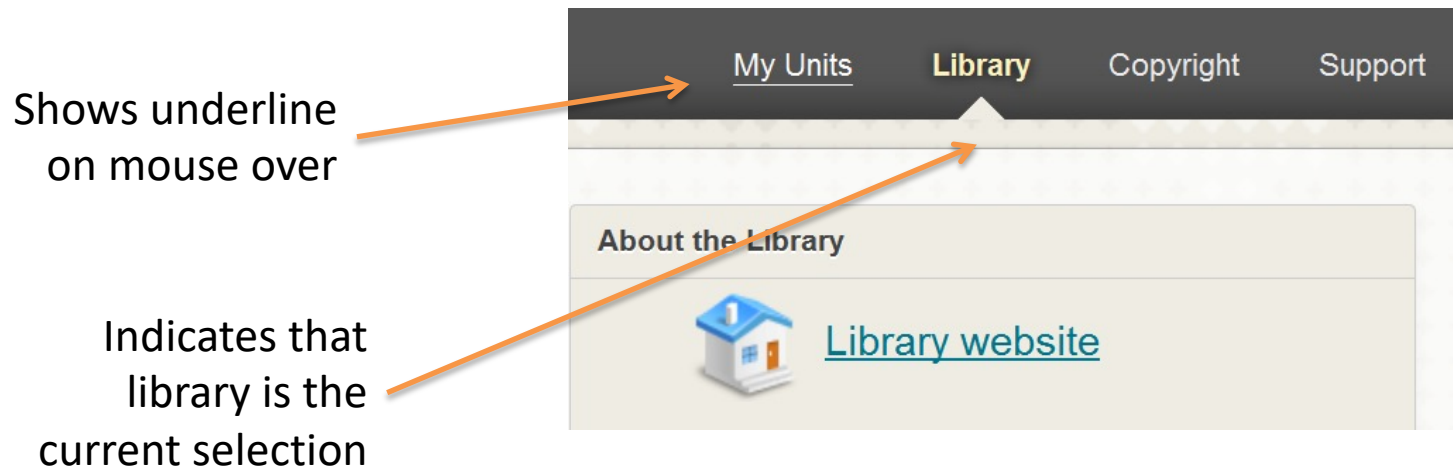 My Units Library Copyright Support
Shows underline
on mouse over
About the Library
Library website
Indicates that
library is the
current selection